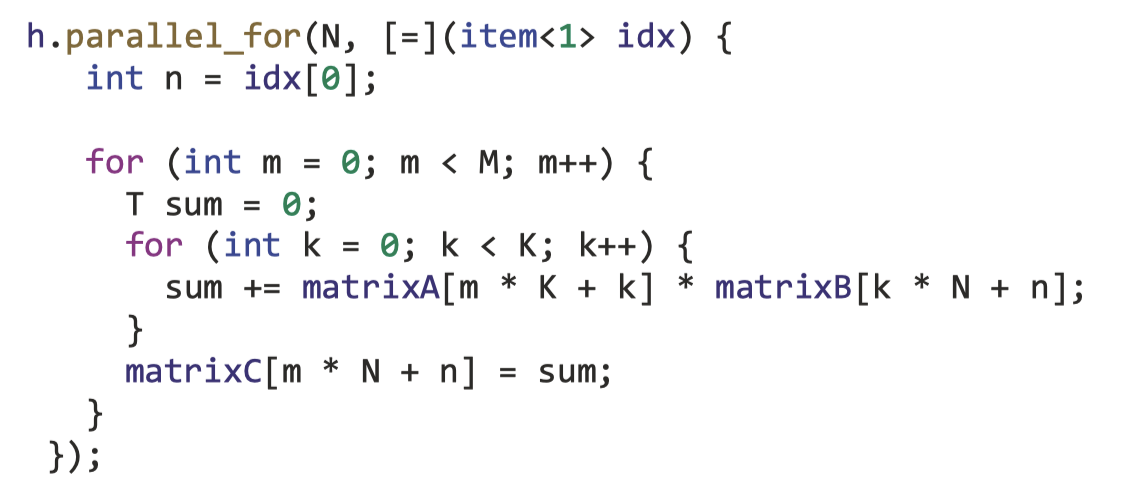 h.parallel_for(N, [=](item<1> idx) {
   int n = idx[0];

   for (int m = 0; m < M; m++) {
     T sum = 0;
     for (int k = 0; k < K; k++) {
       sum += matrixA[m * K + k] * matrixB[k * N + n];
     }
     matrixC[m * N + n] = sum;
   }
 });